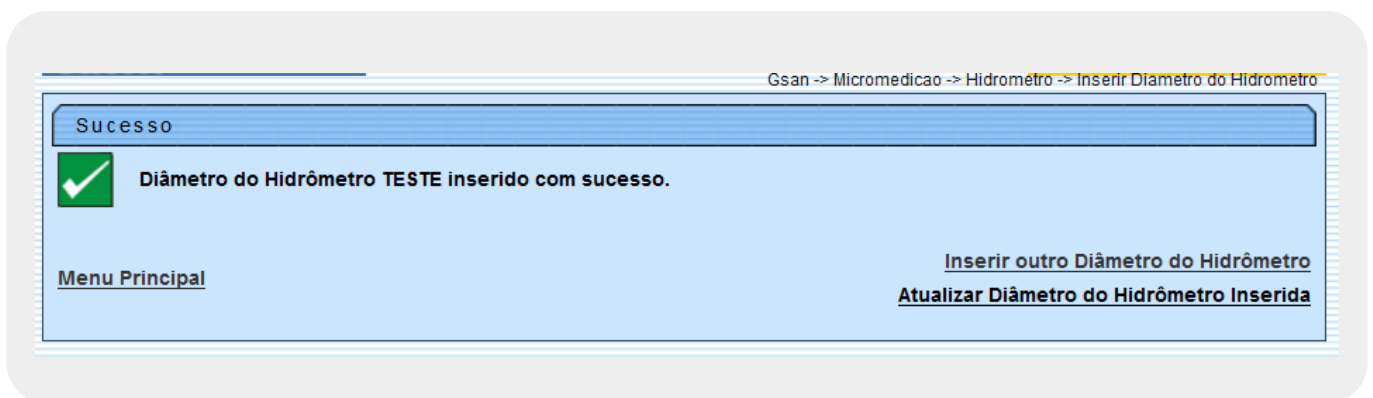 Gsan -> Micromedicao -> Hidrometro -> Inserir Diametro do Hidrometro
Sucesso
Diâmetro do Hidrômetro TESTE inserido com sucesso.
Inserir outro Diâmetro do Hidrômetro
Menu Principal
Atualizar Diâmetro do Hidrômetro Inserida